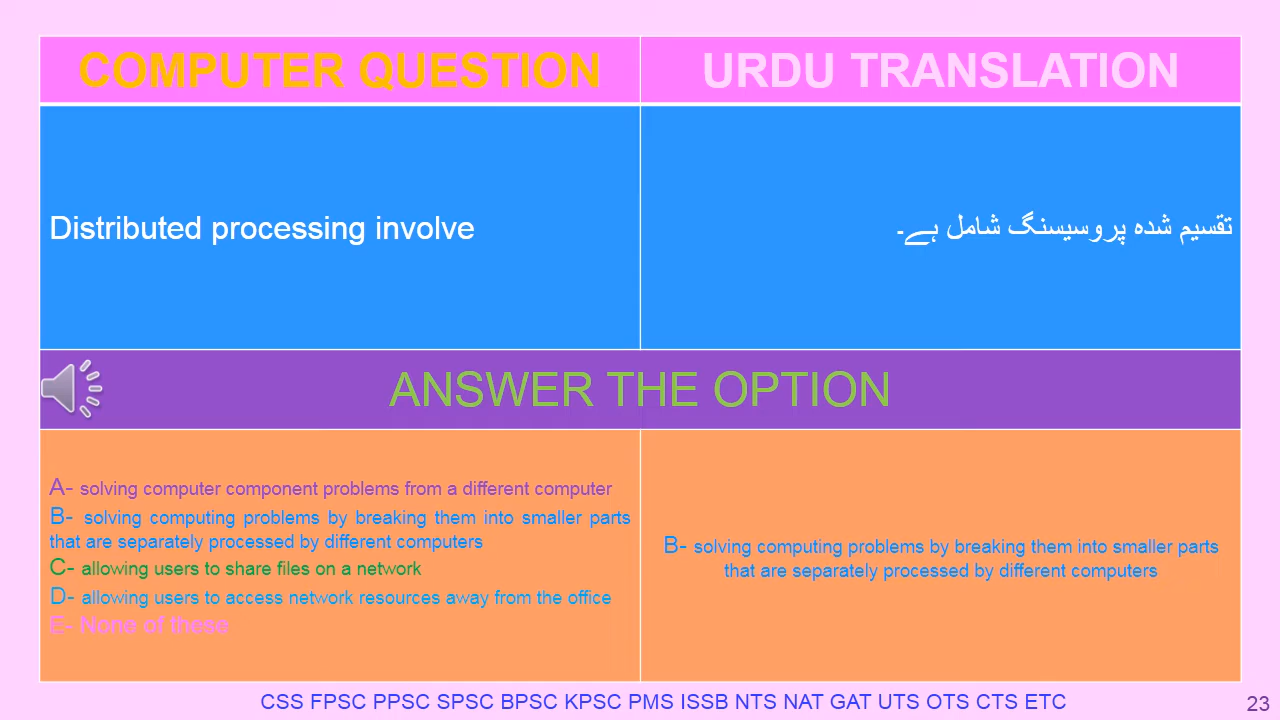 COMPUTER QUESTION
URDU TRANSLATION
Distributed processing involve
تقسیم شدہ پروسیسنگ شامل ہے۔
ANSWER THE OPTION
A- solving computer component problems from a different computer
B- solving computing problems by breaking them into smaller parts
that are separately processed by different computers
C- allowing users to share files on a network
D- allowing users to access network resources away from the office
E- None of these
B- solving computing problems by breaking them into smaller parts
that are separately processed by different computers
CSS FPSC PPSC SPSC BPSC KPSC PMS ISSB NTS NAT GAT UTS OTS CTS ETC
23